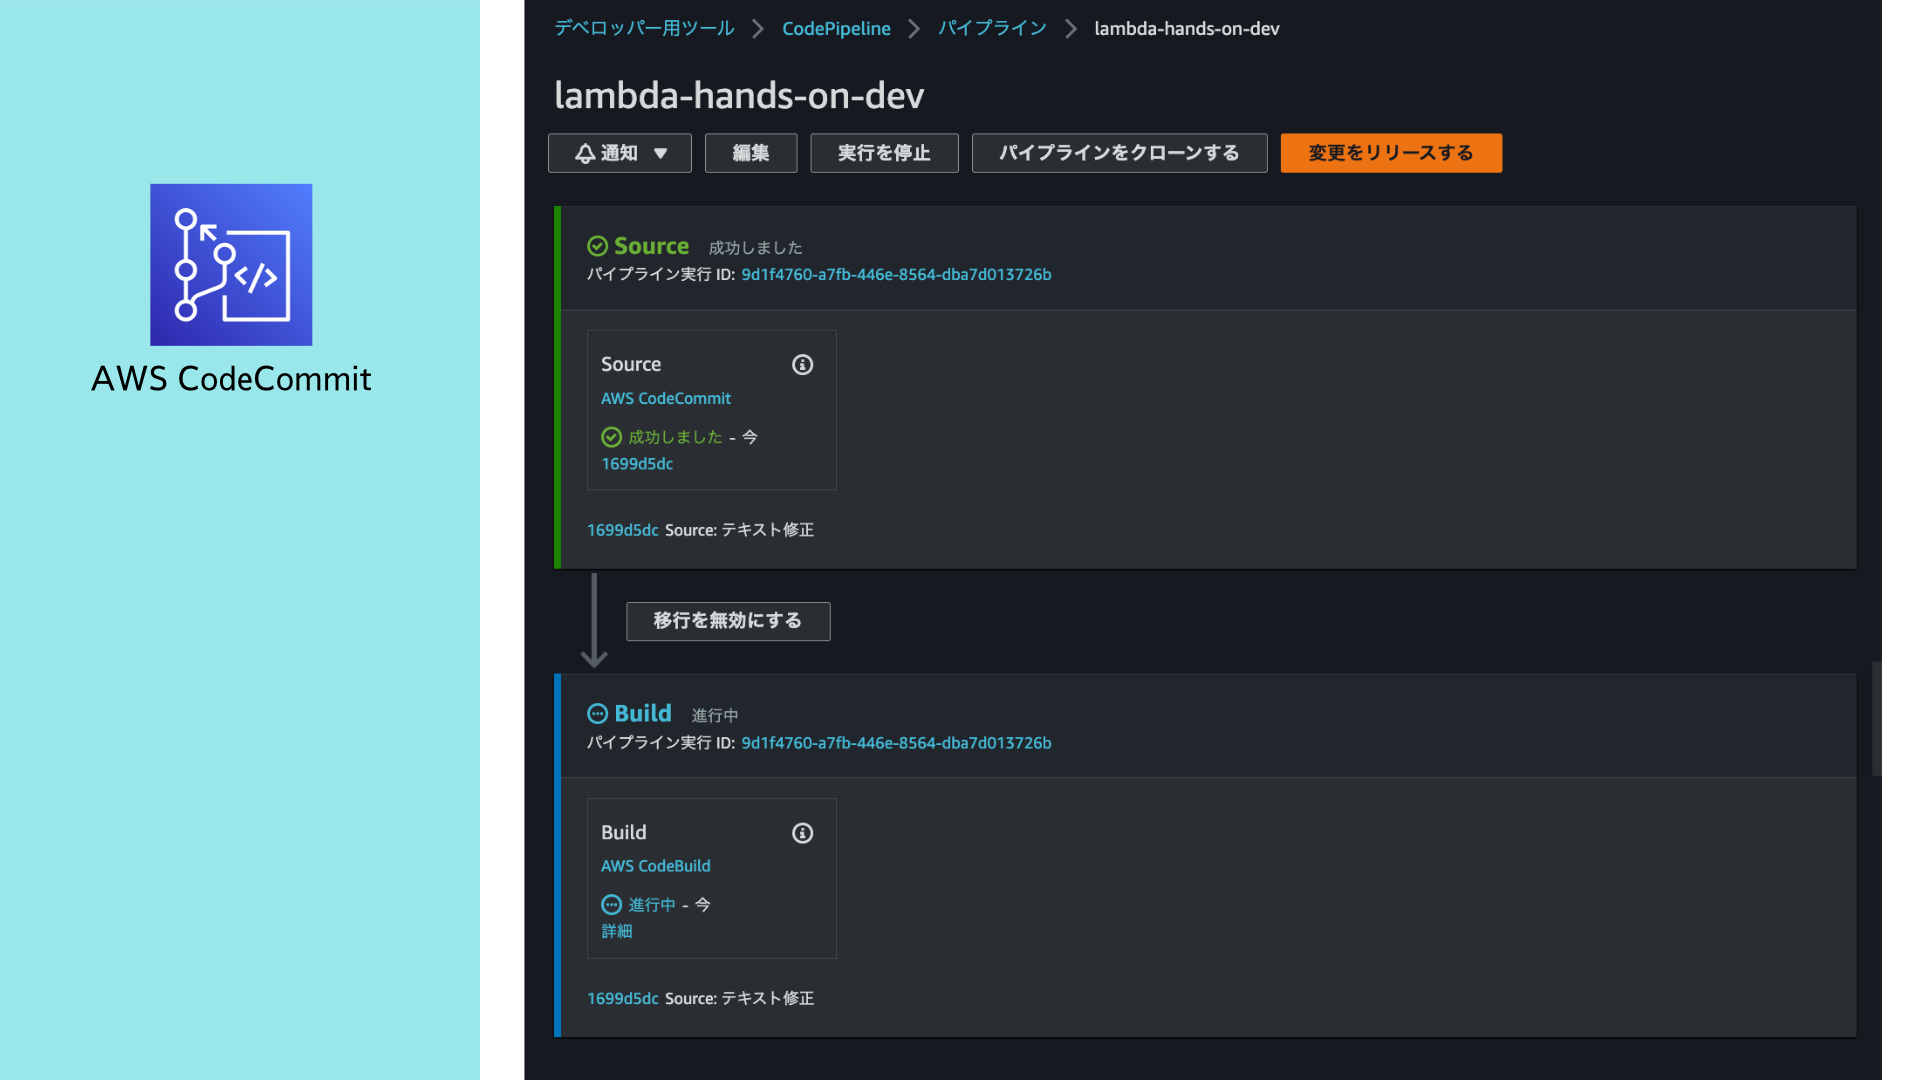 AWS CodeCommit
デベロッパー用ツール > CodePipeline > パイプライン > lambda-hands-on-dev
lambda-hands-on-dev
通知 ▼ 編集 実行を停止 パイプラインをクローンする 変更をリリースする
Source 成功しました
パイプライン実行 ID: 9d1f4760-a7fb-446e-8564-dba7d013726b
Source
AWS CodeCommit
成功しました - 今
1699d5dc
1699d5dc Source: テキスト修正
移行を無効にする
Build 進行中
パイプライン実行 ID: 9d1f4760-a7fb-446e-8564-dba7d013726b
Build
AWS CodeBuild
進行中 - 今
詳細
1699d5dc Source: テキスト修正